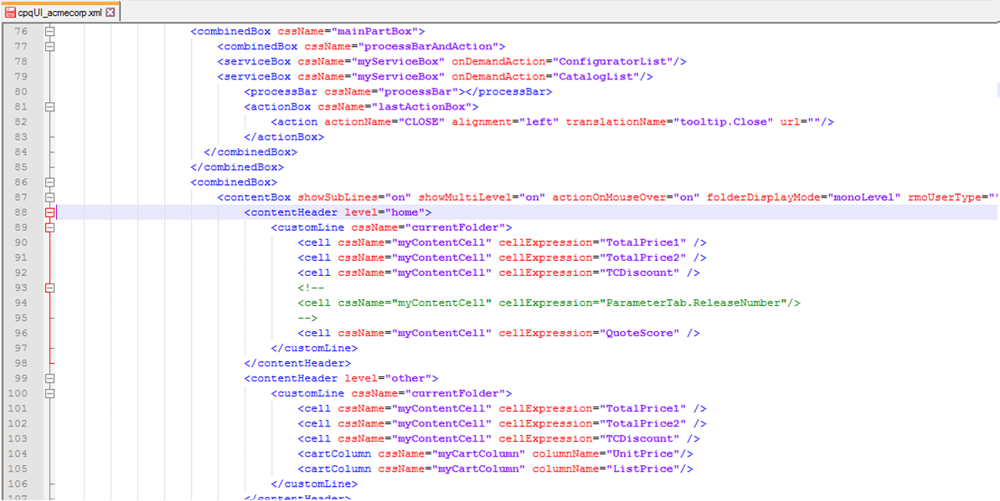 cpqUI_acmecorp.xml
76 <combinedBox cssName="mainPartBox">
77 <combinedBox cssName="processBarAndAction">
78 <serviceBox cssName="myServiceBox" onDemandAction="ConfiguratorList"/>
79 <serviceBox cssName="myServiceBox" onDemandAction="CatalogList"/>
80 <processBar cssName="processBar"></processBar>
81 <actionBox cssName="lastActionBox">
82 <action actionName="CLOSE" alignment="left" translationName="tooltip.Close" url=""/>
83 </actionBox>
84 </combinedBox>
85 </combinedBox>
86 <combinedBox>
87 <contentBox showSubLines="on" showMultiLevel="on" actionOnMouseOver="on" folderDisplayMode="monoLevel" rmoUserType=""
88 <contentHeader level="home">
89 <customLine cssName="currentFolder">
90 <cell cssName="myContentCell" cellExpression="TotalPrice1" />
91 <cell cssName="myContentCell" cellExpression="TotalPrice2" />
92 <cell cssName="myContentCell" cellExpression="TCDiscount" />
93 <!--
94 <cell cssName="myContentCell" cellExpression="ParameterTab.ReleaseNumber"/>
95 -->
96 <cell cssName="myContentCell" cellExpression="QuoteScore" />
97 </customLine>
98 </contentHeader>
99 <contentHeader level="other">
100 <customLine cssName="currentFolder">
101 <cell cssName="myContentCell" cellExpression="TotalPrice1" />
102 <cell cssName="myContentCell" cellExpression="TotalPrice2" />
103 <cell cssName="myContentCell" cellExpression="TCDiscount" />
104 <cartColumn cssName="myCartColumn" columnName="UnitPrice"/>
105 <cartColumn cssName="myCartColumn" columnName="ListPrice"/>
106 </customLine>
107 </contentHeader>